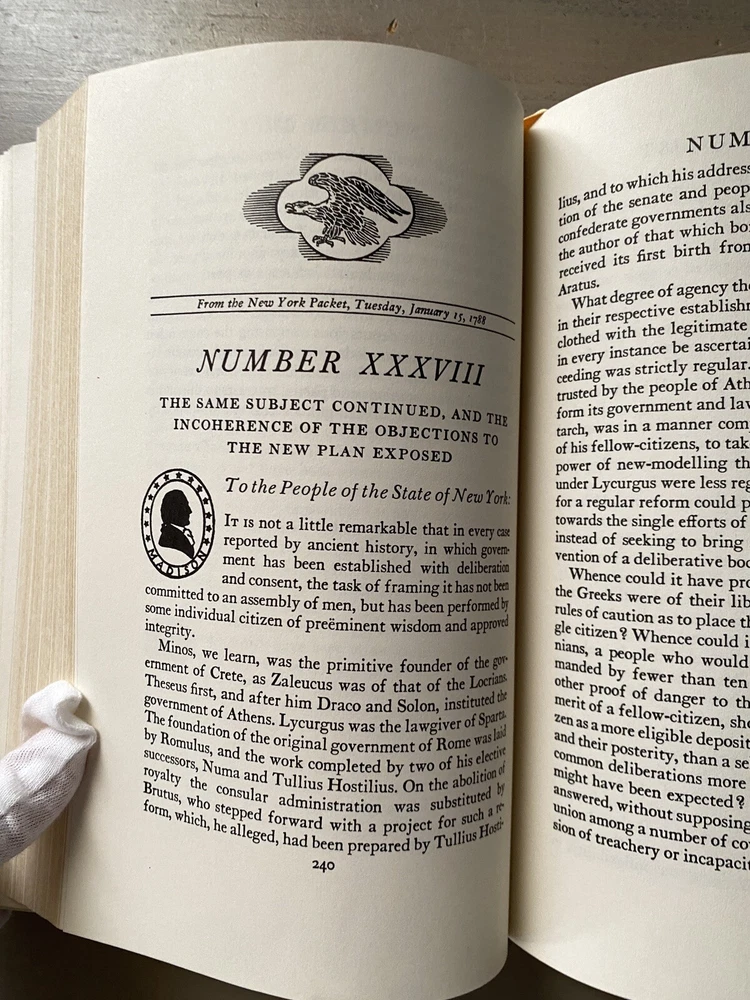 From the New York Packet, Tuesday, January 15, 1788
NUMBER XXXVIII
THE SAME SUBJECT CONTINUED, AND THE
INCOHERENCE OF THE OBJECTIONS TO
THE NEW PLAN EXPOSED
MADISON
To the People of the State of New York:
IT IS not a little remarkable that in every case
reported by ancient history, in which govern-
ment has been established with deliberation
and consent, the task of framing it has not been
committed to an assembly of men, but has been performed by
some individual citizen of preëminent wisdom and approved
integrity.
Minos, we learn, was the primitive founder of the gov-
ernment of Crete, as Zaleucus was of that of the Locrians.
Theseus first, and after him Draco and Solon, instituted the
government of Athens. Lycurgus was the lawgiver of Sparta.
The foundation of the original government of Rome was laid
by Romulus, and the work completed by two of his elective
successors, Numa and Tullius Hostilius. On the abolition of
royalty the consular administration was substituted by
Brutus, who stepped forward with a project for such a re-
form, which, he alleged, had been prepared by Tullius Hosti-
240
NUM
lius, and to which his address
tion of the senate and peop
confederate governments als
the author of that which bo
received its first birth from
Aratus.
What degree of agency the
in their respective establishm
clothed with the legitimate
in every instance be ascertai
ceeding was strictly regular.
trusted by the people of Ath
form its government and law
tarch, was in a manner com
of his fellow-citizens, to tak
power of new-modelling th
under Lycurgus were less reg
for a regular reform could p
towards the single efforts of
instead of seeking to bring
vention of a deliberative boo
Whence could it have pro
the Greeks were of their lib
rules of caution as to place th
gle citizen? Whence could i
nians, a people who would
manded by fewer than ten
other proof of danger to th
merit of a fellow-citizen, sho
zen as a more eligible deposit
and their posterity, than a se
common deliberations more
might have been expected?
answered, without supposing
union among a number of co
sion of treachery or incapacit